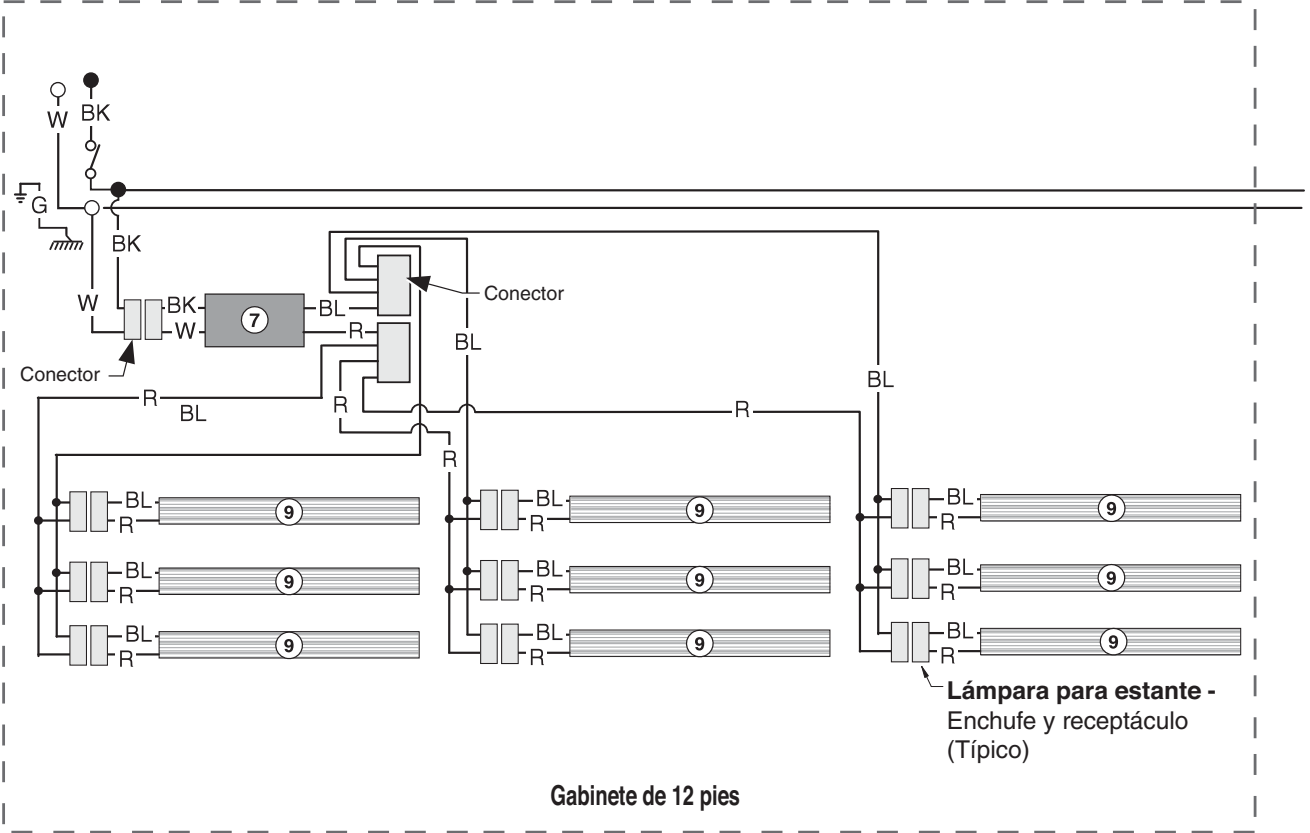 W
BK
G
BK
W
BK
W
7
BL
R
Conector
Conector
BL
BL
R
BL
R
R
R
BL
R
9
BL
R
9
BL
R
9
BL
R
9
BL
R
9
BL
R
9
BL
R
9
BL
R
9
BL
R
9
Lámpara para estante -
Enchufe y receptáculo
(Típico)
Gabinete de 12 pies